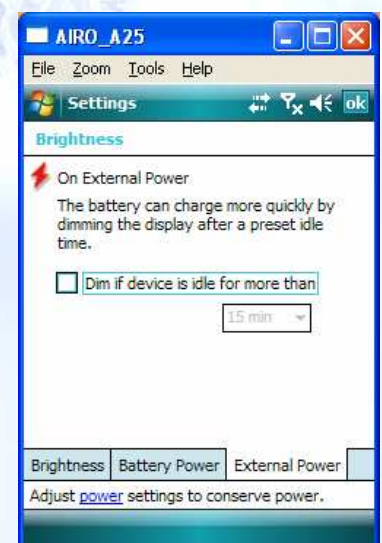 AIRO_A25
File Zoom Tools Help
Settings ok
Brightness
On External Power
The battery can charge more quickly by
dimming the display after a preset idle
time.
Dim if device is idle for more than
15 min
Brightness Battery Power External Power
Adjust power settings to conserve power.